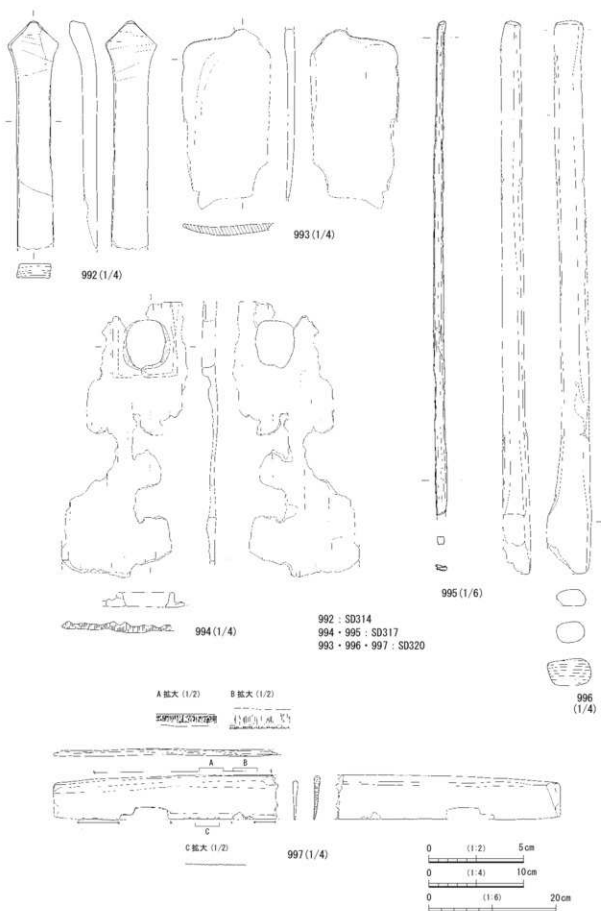 992(1/4)
993(1/4)
994(1/4)
995(1/6)
992：SD314
994・995：SD317
993・996・997：SD320
996
(1/4)
A 拡大 (1/2)
B 拡大 (1/2)
A
B
C
C 拡大 (1/2)
997(1/4)
0 (1:2) 5cm
0 (1:4) 10cm
0 (1:6) 20cm